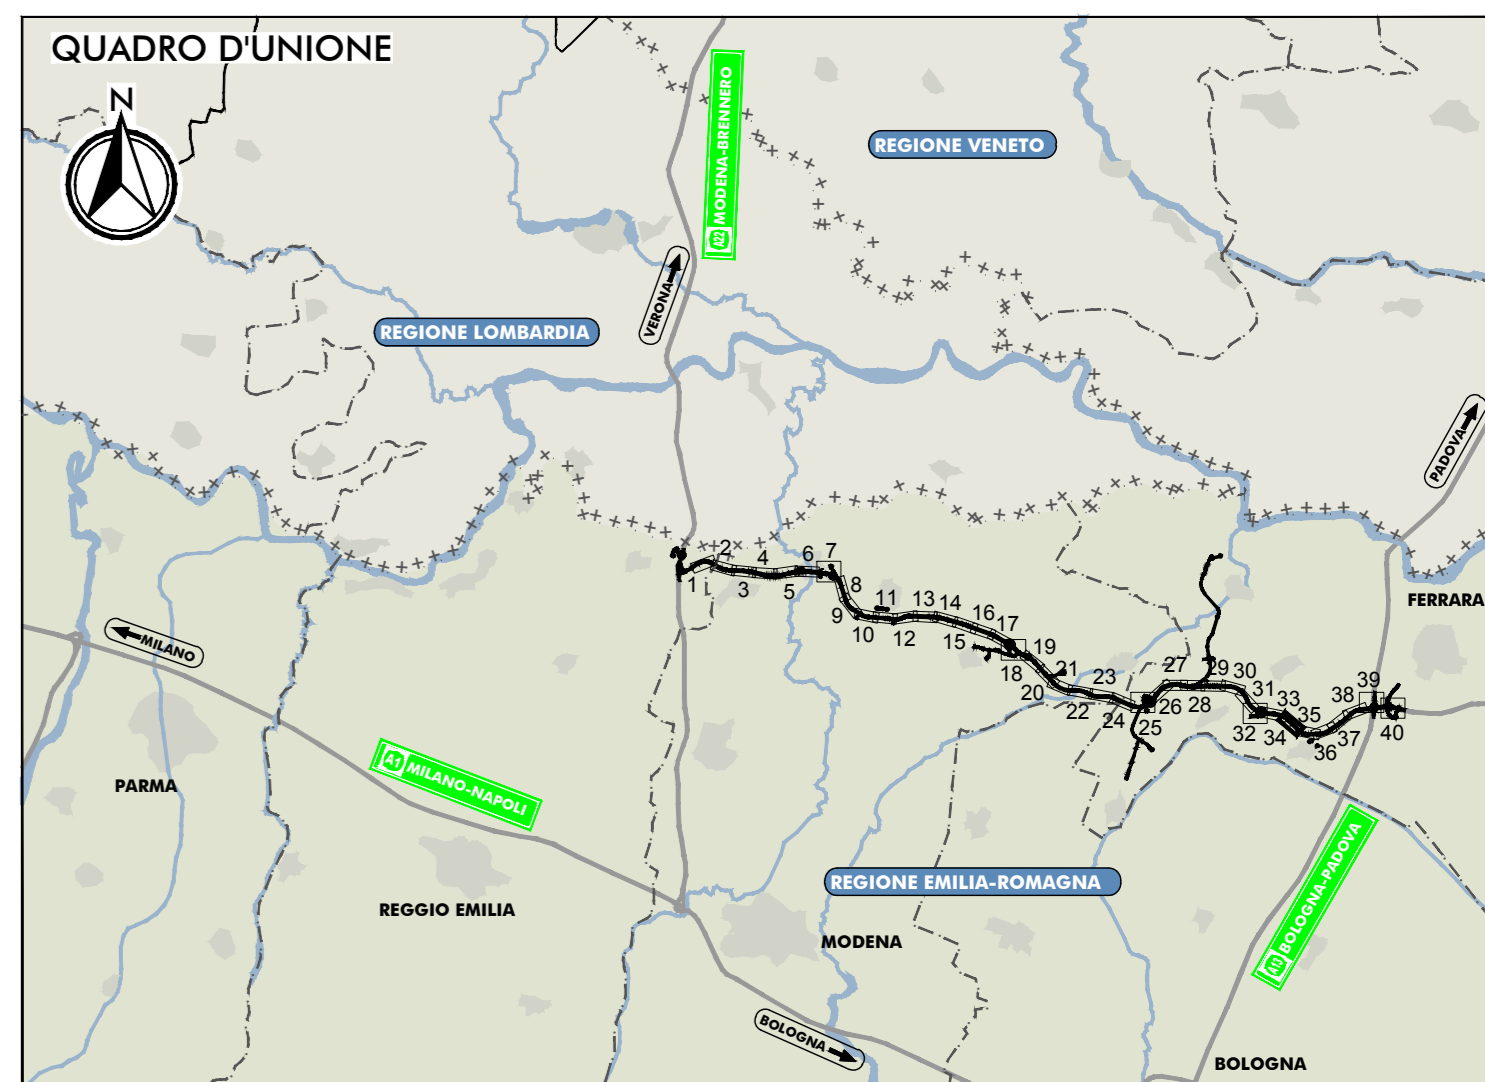 QUADRO D'UNIONE
N
A22 MODENA-BRENNERO
REGIONE VENETO
VERONA
REGIONE LOMBARDIA
PADOVA
FERRARA
MILANO
1
2
3
4
5
6
7
8
9
10
11
12
13
14
15
16
17
18
19
20
21
22
23
24
25
26
27
28
29
30
31
32
33
34
35
36
37
38
39
40
PARMA
A1 MILANO-NAPOLI
REGIONE EMILIA-ROMAGNA
REGGIO EMILIA
MODENA
A13 BOLOGNA-PADOVA
BOLOGNA
BOLOGNA